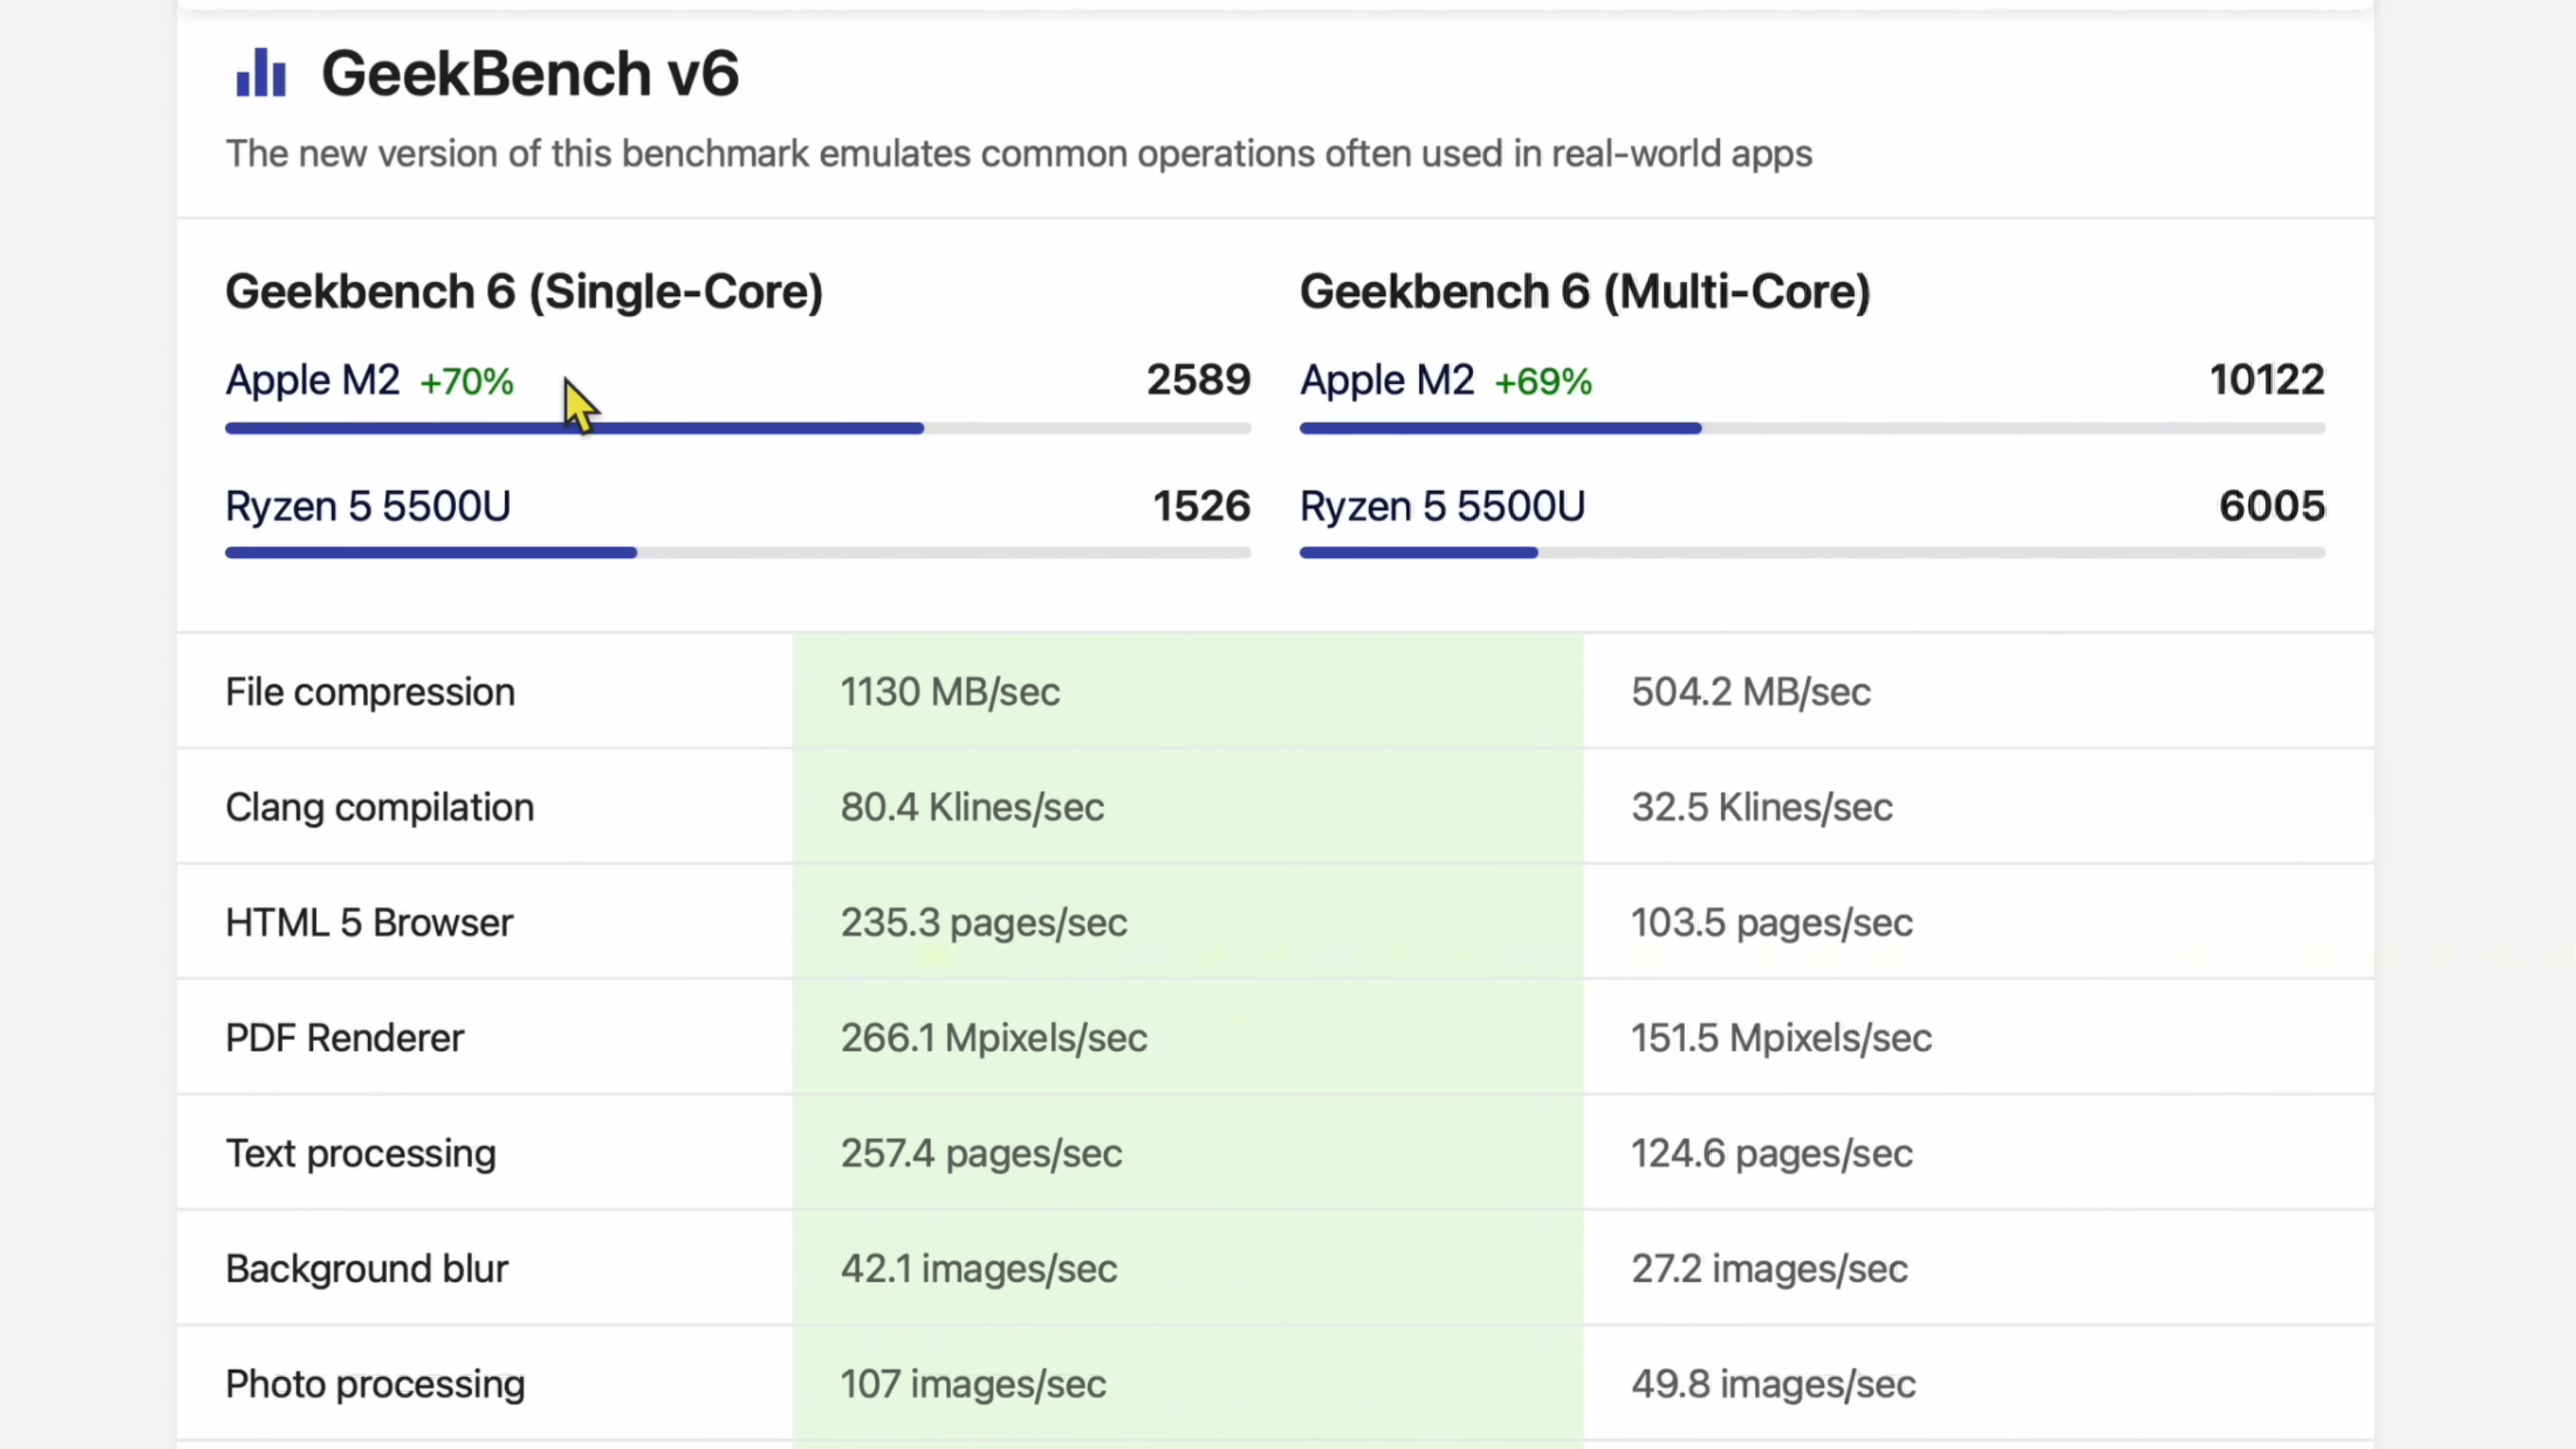 GeekBench v6
The new version of this benchmark emulates common operations often used in real-world apps
Geekbench 6 (Single-Core)
Apple M2 +70% 2589
Ryzen 5 5500U 1526
Geekbench 6 (Multi-Core)
Apple M2 +69% 10122
Ryzen 5 5500U 6005
File compression 1130 MB/sec 504.2 MB/sec
Clang compilation 80.4 Klines/sec 32.5 Klines/sec
HTML 5 Browser 235.3 pages/sec 103.5 pages/sec
PDF Renderer 266.1 Mpixels/sec 151.5 Mpixels/sec
Text processing 257.4 pages/sec 124.6 pages/sec
Background blur 42.1 images/sec 27.2 images/sec
Photo processing 107 images/sec 49.8 images/sec